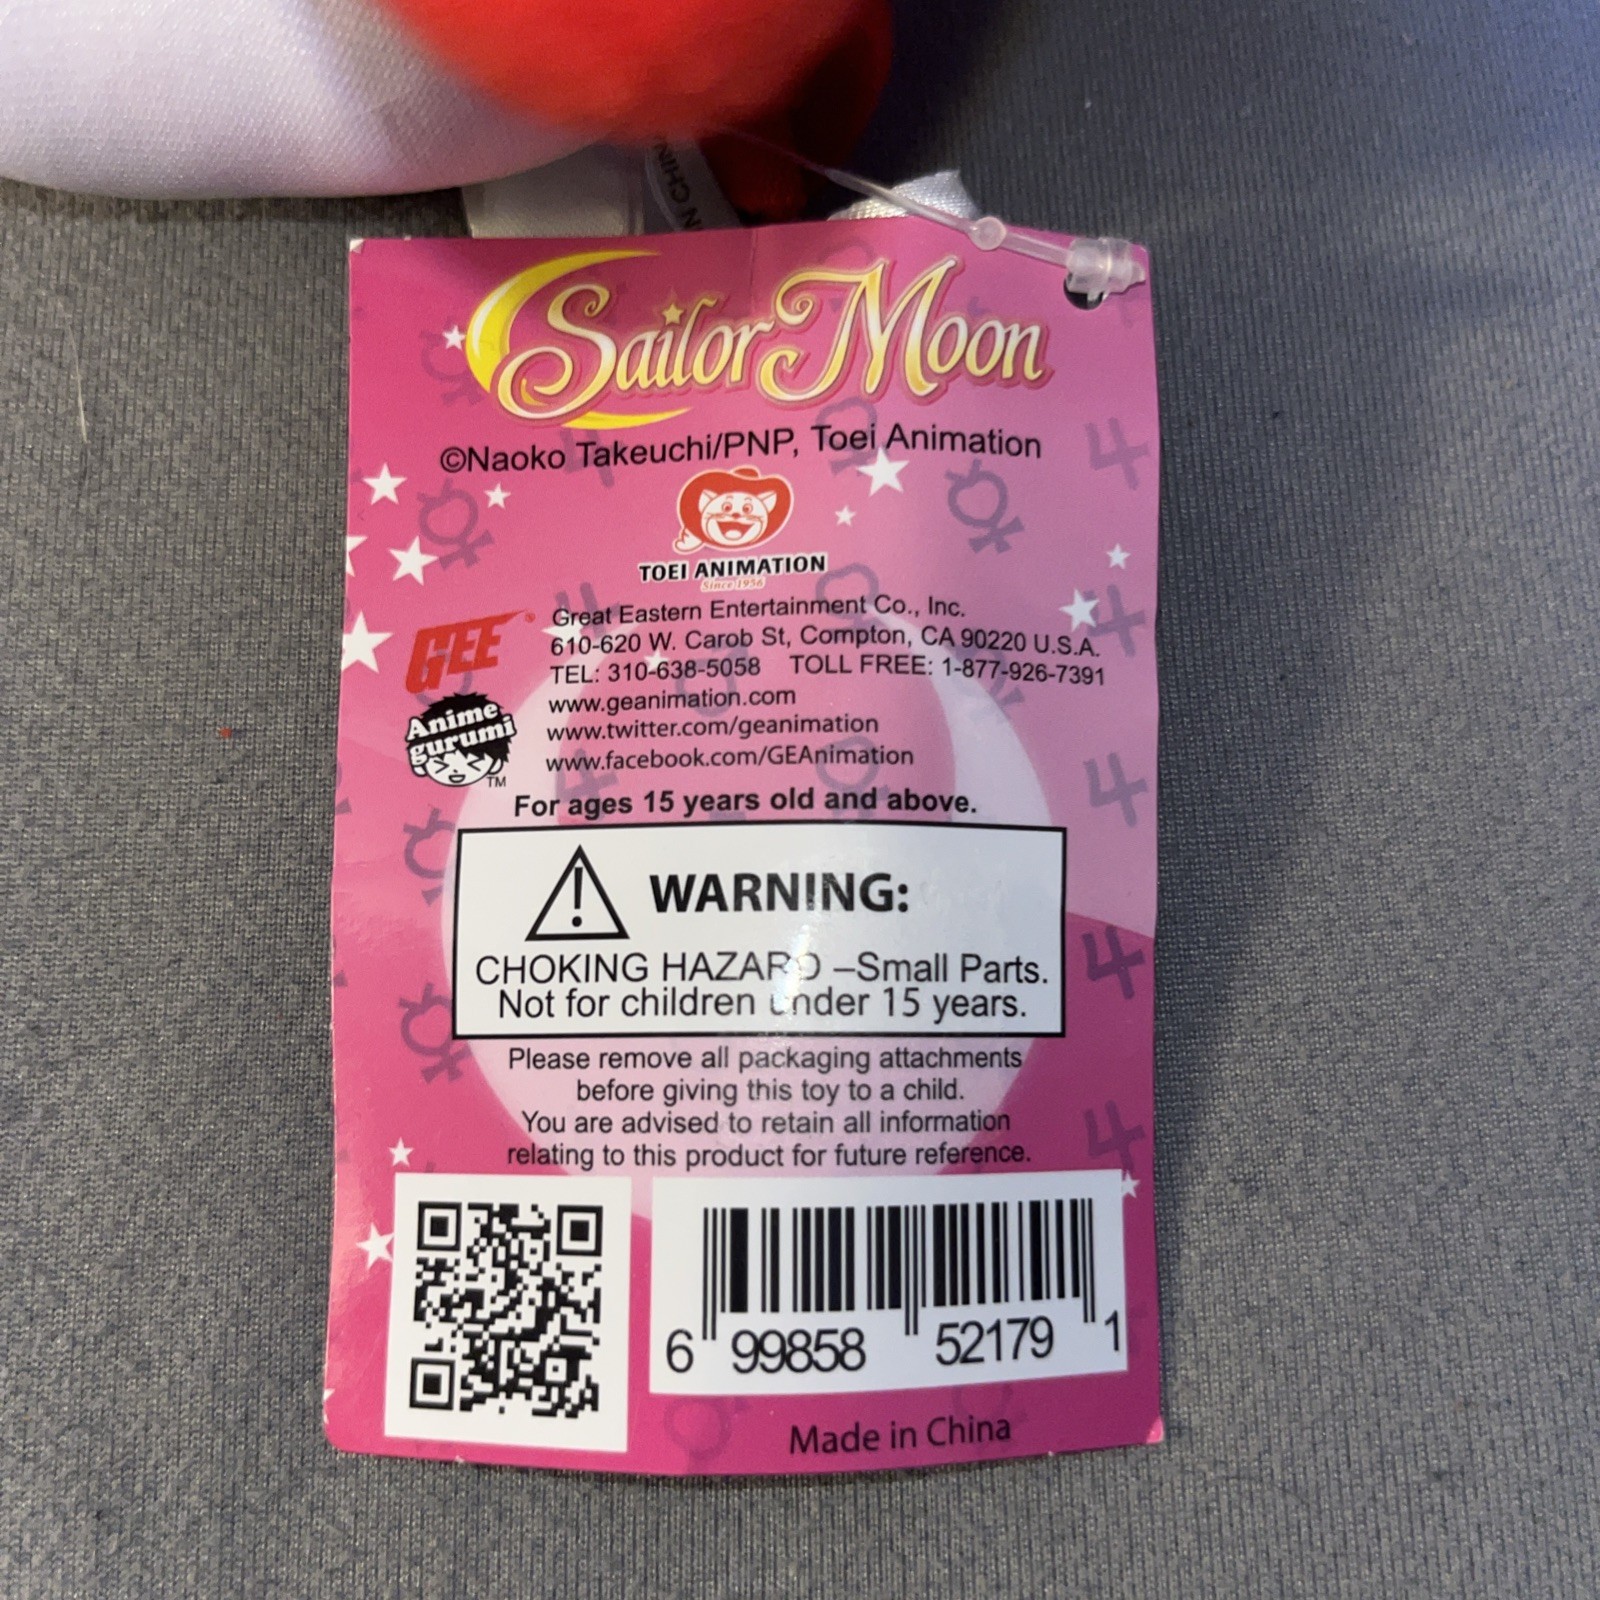 IN CHIN
Sailor Moon
©Naoko Takeuchi/PNP, Toei Animation
TOEI ANIMATION
Since 1956
GEE®
Great Eastern Entertainment Co., Inc.
610-620 W. Carob St, Compton, CA 90220 U.S.A.
TEL: 310-638-5058 TOLL FREE: 1-877-926-7391
www.geanimation.com
www.twitter.com/geanimation
www.facebook.com/GEAnimation
Anime
gurumi
TM
For ages 15 years old and above.
WARNING:
CHOKING HAZARD –Small Parts.
Not for children under 15 years.
Please remove all packaging attachments
before giving this toy to a child.
You are advised to retain all information
relating to this product for future reference.
6 99858 52179 1
Made in China